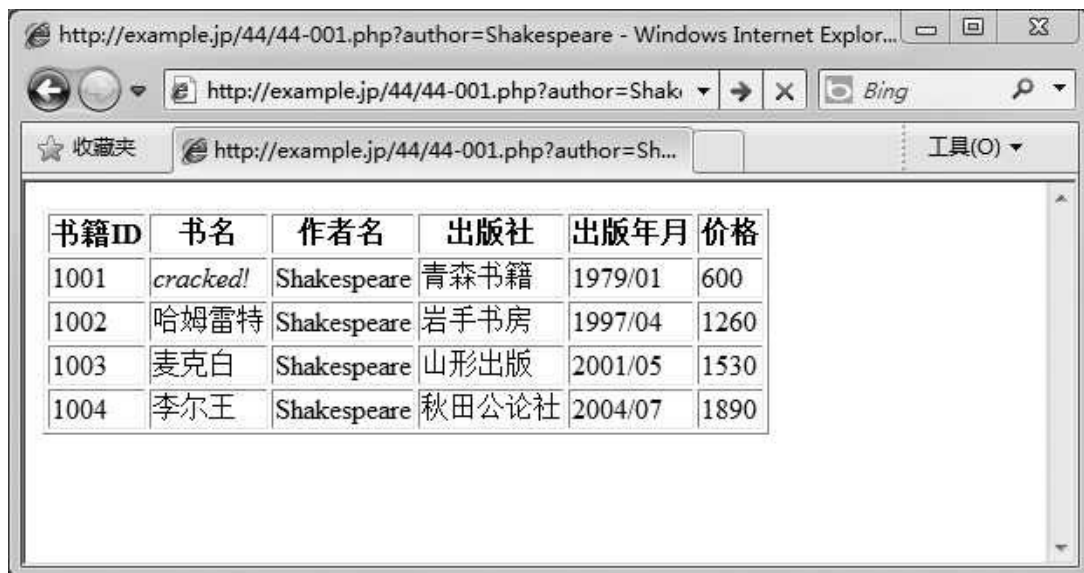 http://example.jp/44/44-001.php?author=Shakespeare - Windows Internet Explor...
http://example.jp/44/44-001.php?author=Shak
Bing
收藏夹
http://example.jp/44/44-001.php?author=Sh...
工具(O)
书籍ID 书名 作者名 出版社 出版年月 价格
1001 cracked! Shakespeare 青森书籍 1979/01 600
1002 哈姆雷特 Shakespeare 岩手书房 1997/04 1260
1003 麦克白 Shakespeare 山形出版 2001/05 1530
1004 李尔王 Shakespeare 秋田公论社 2004/07 1890